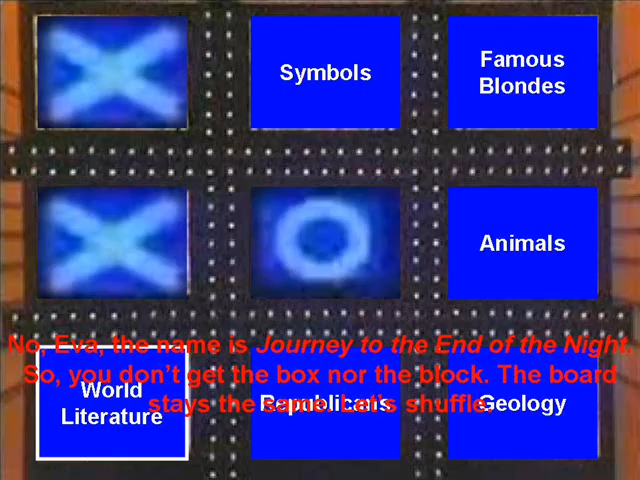 Symbols
Famous
Blondes
Animals
No, Eva, the name is Journey to the End of the Night.
So, you don't get the box nor the block. The board
stays the same. Let's shuffle.
World
Literature
Republicans
Geology